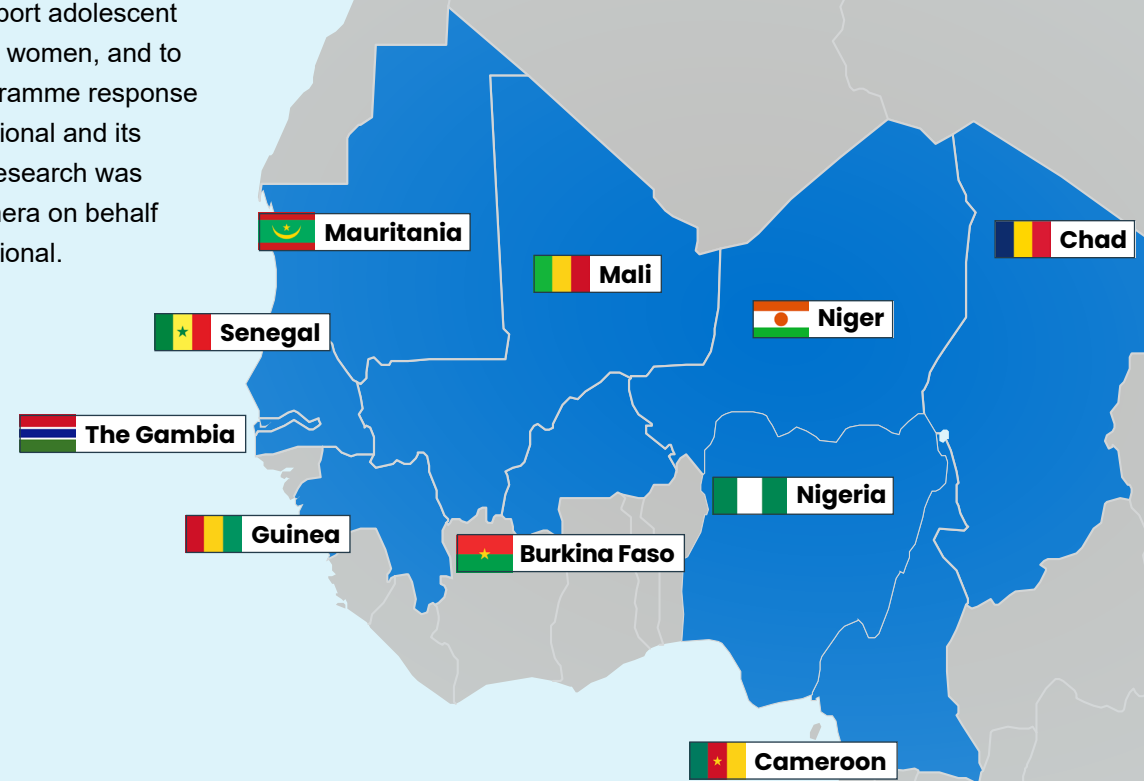 port adolescent
women, and to
ramme response
ional and its
esearch was
era on behalf
ional.
Mauritania
Chad
Mali
Niger
Senegal
The Gambia
Nigeria
Guinea
Burkina Faso
Cameroon